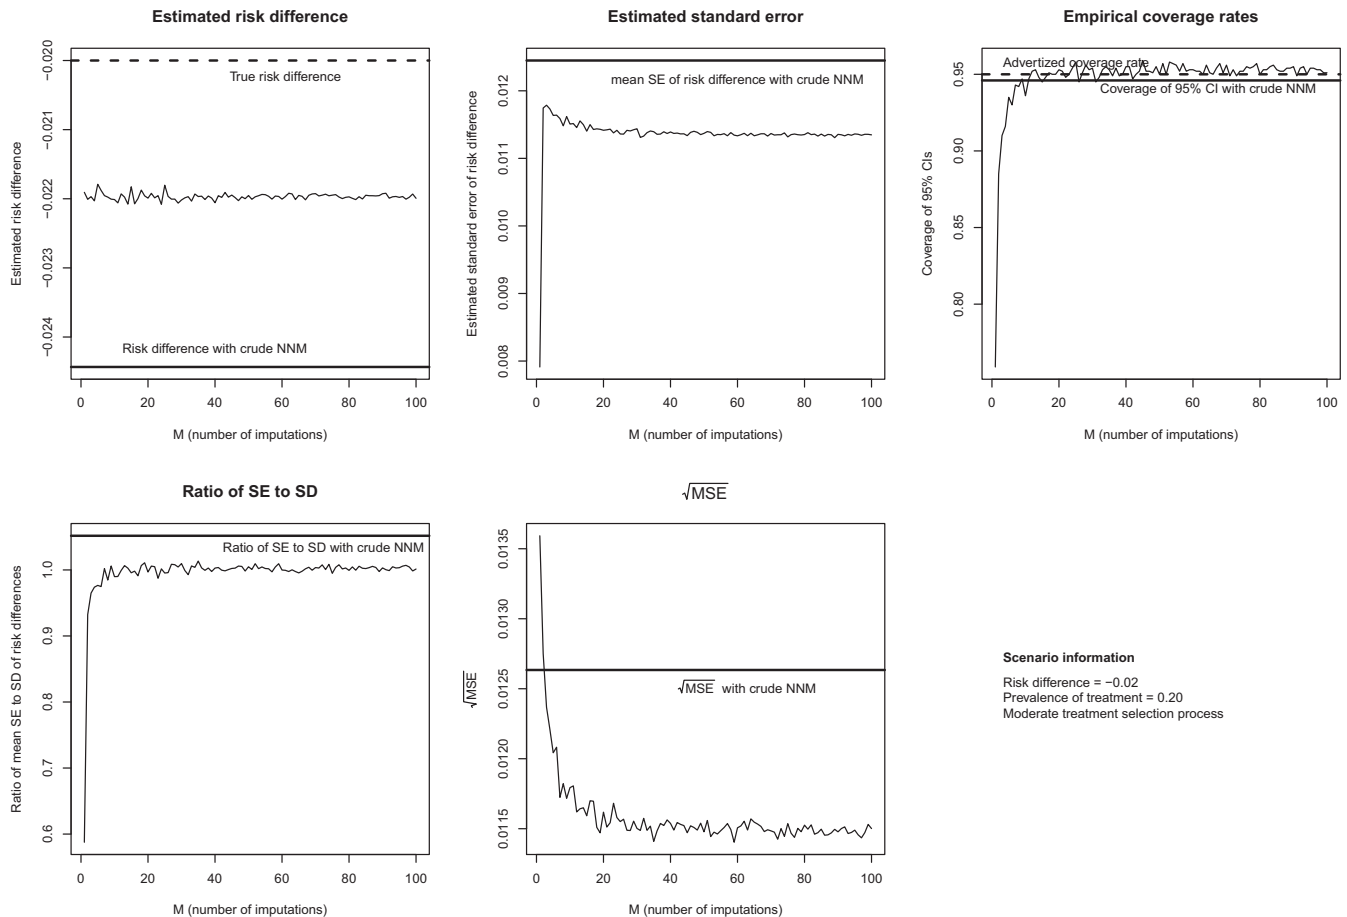 Estimated risk difference
Estimated risk difference
−0.020
−0.021
−0.022
−0.023
−0.024
True risk difference
Risk difference with crude NNM
0 20 40 60 80 100
M (number of imputations)
Estimated standard error
Estimated standard error of risk difference
0.012
0.011
0.010
0.009
0.008
mean SE of risk difference with crude NNM
0 20 40 60 80 100
M (number of imputations)
Empirical coverage rates
Coverage of 95% CIs
0.95
0.90
0.85
0.80
Advertized coverage rate
Coverage of 95% CI with crude NNM
0 20 40 60 80 100
M (number of imputations)
Ratio of SE to SD
Ratio of mean SE to SD of risk differences
1.0
0.9
0.8
0.7
0.6
Ratio of SE to SD with crude NNM
0 20 40 60 80 100
M (number of imputations)
√MSE
√MSE
0.0135
0.0130
0.0125
0.0120
0.0115
√MSE with crude NNM
0 20 40 60 80 100
M (number of imputations)
Scenario information
Risk difference = −0.02
Prevalence of treatment = 0.20
Moderate treatment selection process